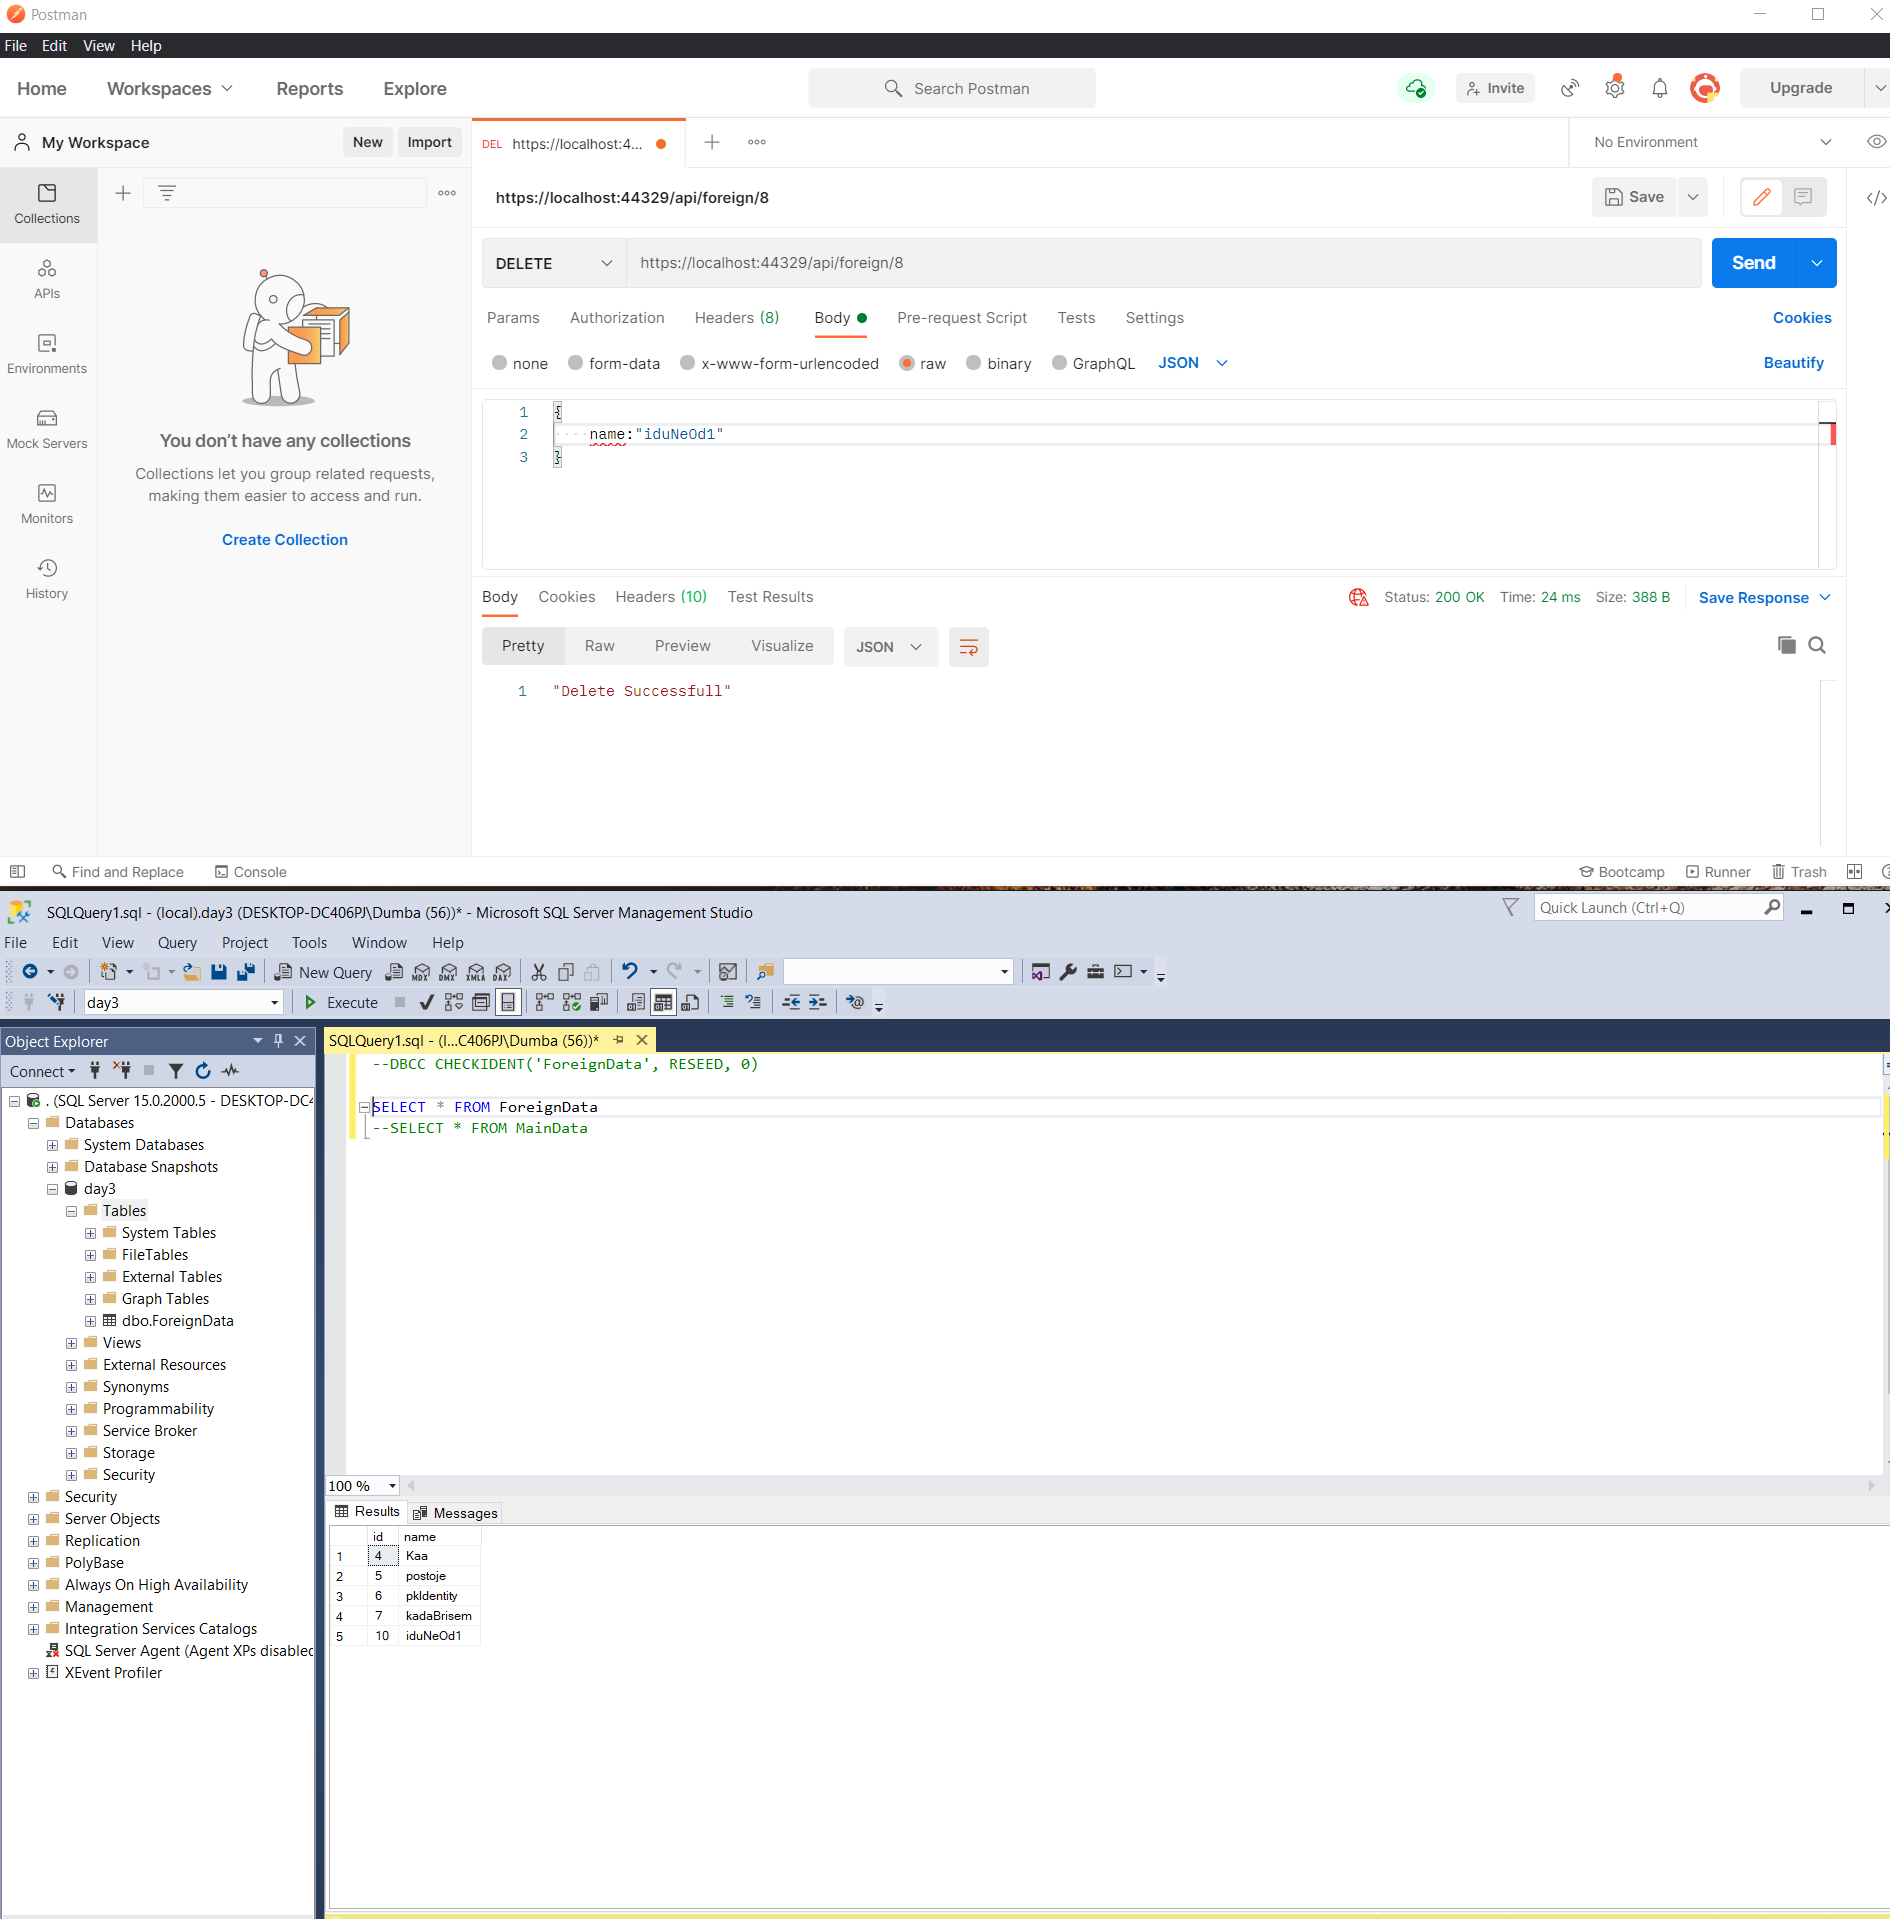 Postman
File Edit View Help
Home Workspaces Reports Explore Search Postman Invite Upgrade
My Workspace New Import DEL https://localhost:4... No Environment
https://localhost:44329/api/foreign/8 Save
Collections
DELETE https://localhost:44329/api/foreign/8 Send
APIs
Params Authorization Headers (8) Body Pre-request Script Tests Settings Cookies
Environments
none form-data x-www-form-urlencoded raw binary GraphQL JSON Beautify
Mock Servers
1 {
2 name:"iduNeOd1"
3 }
You don't have any collections
Collections let you group related requests,
making them easier to access and run.
Monitors
Create Collection
History
Body Cookies Headers (10) Test Results Status: 200 OK Time: 24 ms Size: 388 B Save Response
Pretty Raw Preview Visualize JSON
1 "Delete Successfull"
Find and Replace Console Bootcamp Runner Trash
SQLQuery1.sql - (local).day3 (DESKTOP-DC406PJ\Dumba (56))* - Microsoft SQL Server Management Studio Quick Launch (Ctrl+Q)
File Edit View Query Project Tools Window Help
New Query MDX DMX XMLA DAX
day3 Execute
Object Explorer
Connect
. (SQL Server 15.0.2000.5 - DESKTOP-DC4
Databases
System Databases
Database Snapshots
day3
Tables
System Tables
FileTables
External Tables
Graph Tables
dbo.ForeignData
Views
External Resources
Synonyms
Programmability
Service Broker
Storage
Security
Security
Server Objects
Replication
PolyBase
Always On High Availability
Management
Integration Services Catalogs
SQL Server Agent (Agent XPs disabled
XEvent Profiler
SQLQuery1.sql - (l...C406PJ\Dumba (56))*
--DBCC CHECKIDENT('ForeignData', RESEED, 0)
SELECT * FROM ForeignData
--SELECT * FROM MainData
100 %
Results Messages
id name
1 4 Kaa
2 5 postoje
3 6 pkIdentity
4 7 kadaBrisem
5 10 iduNeOd1